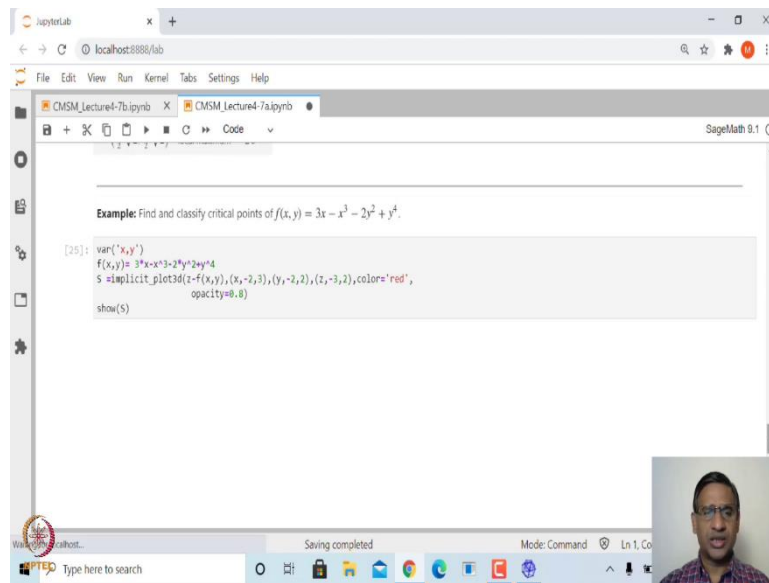 JupyterLab
localhost:8888/lab
M
File Edit View Run Kernel Tabs Settings Help
CMSM_Lecture4-7b.ipynb X CMSM_Lecture4-7a.ipynb
Code SageMath 9.1
Example: Find and classify critical points of f(x, y) = 3x − x³ − 2y² + y⁴.
[25]: var('x,y')
f(x,y)= 3*x-x^3-2*y^2+y^4
S =implicit_plot3d(z-f(x,y),(x,-2,3),(y,-2,2),(z,-3,2),color='red',
opacity=0.8)
show(S)
Saving completed Mode: Command Ln 1, Co
Type here to search